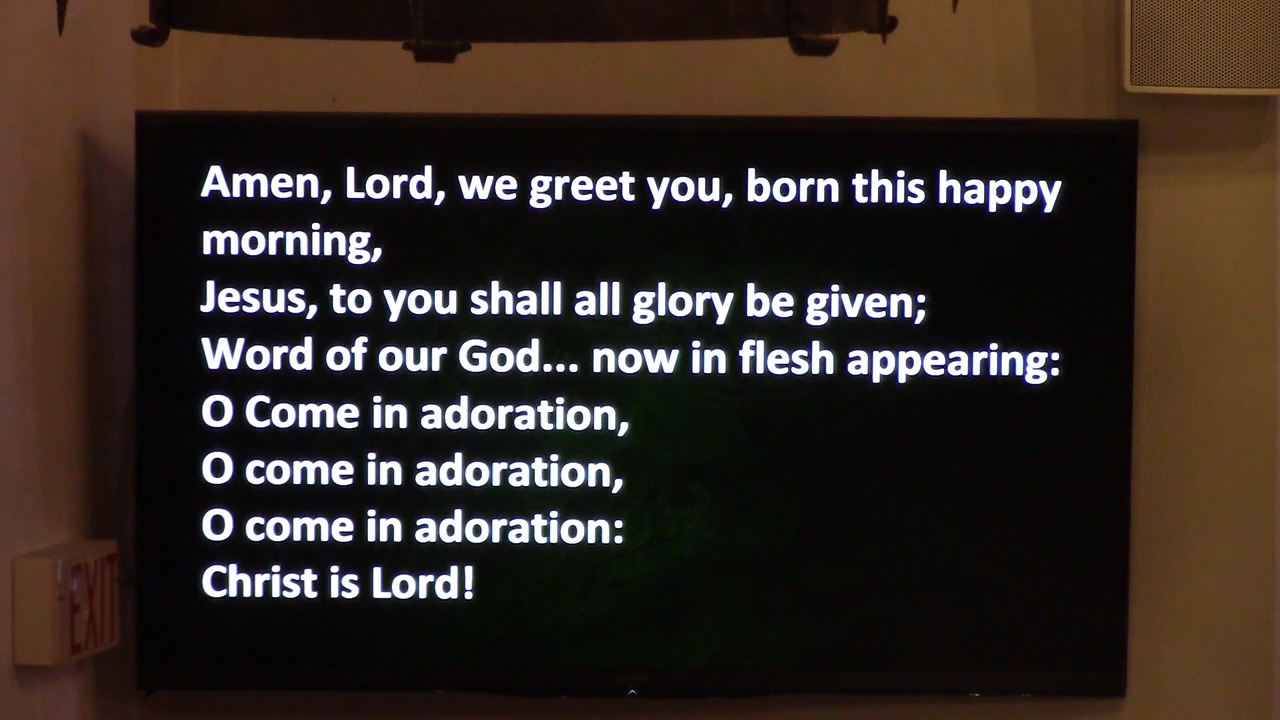 Amen, Lord, we greet you, born this happy
morning,
Jesus, to you shall all glory be given;
Word of our God... now in flesh appearing:
O Come in adoration,
O come in adoration,
O come in adoration:
Christ is Lord!
EXIT